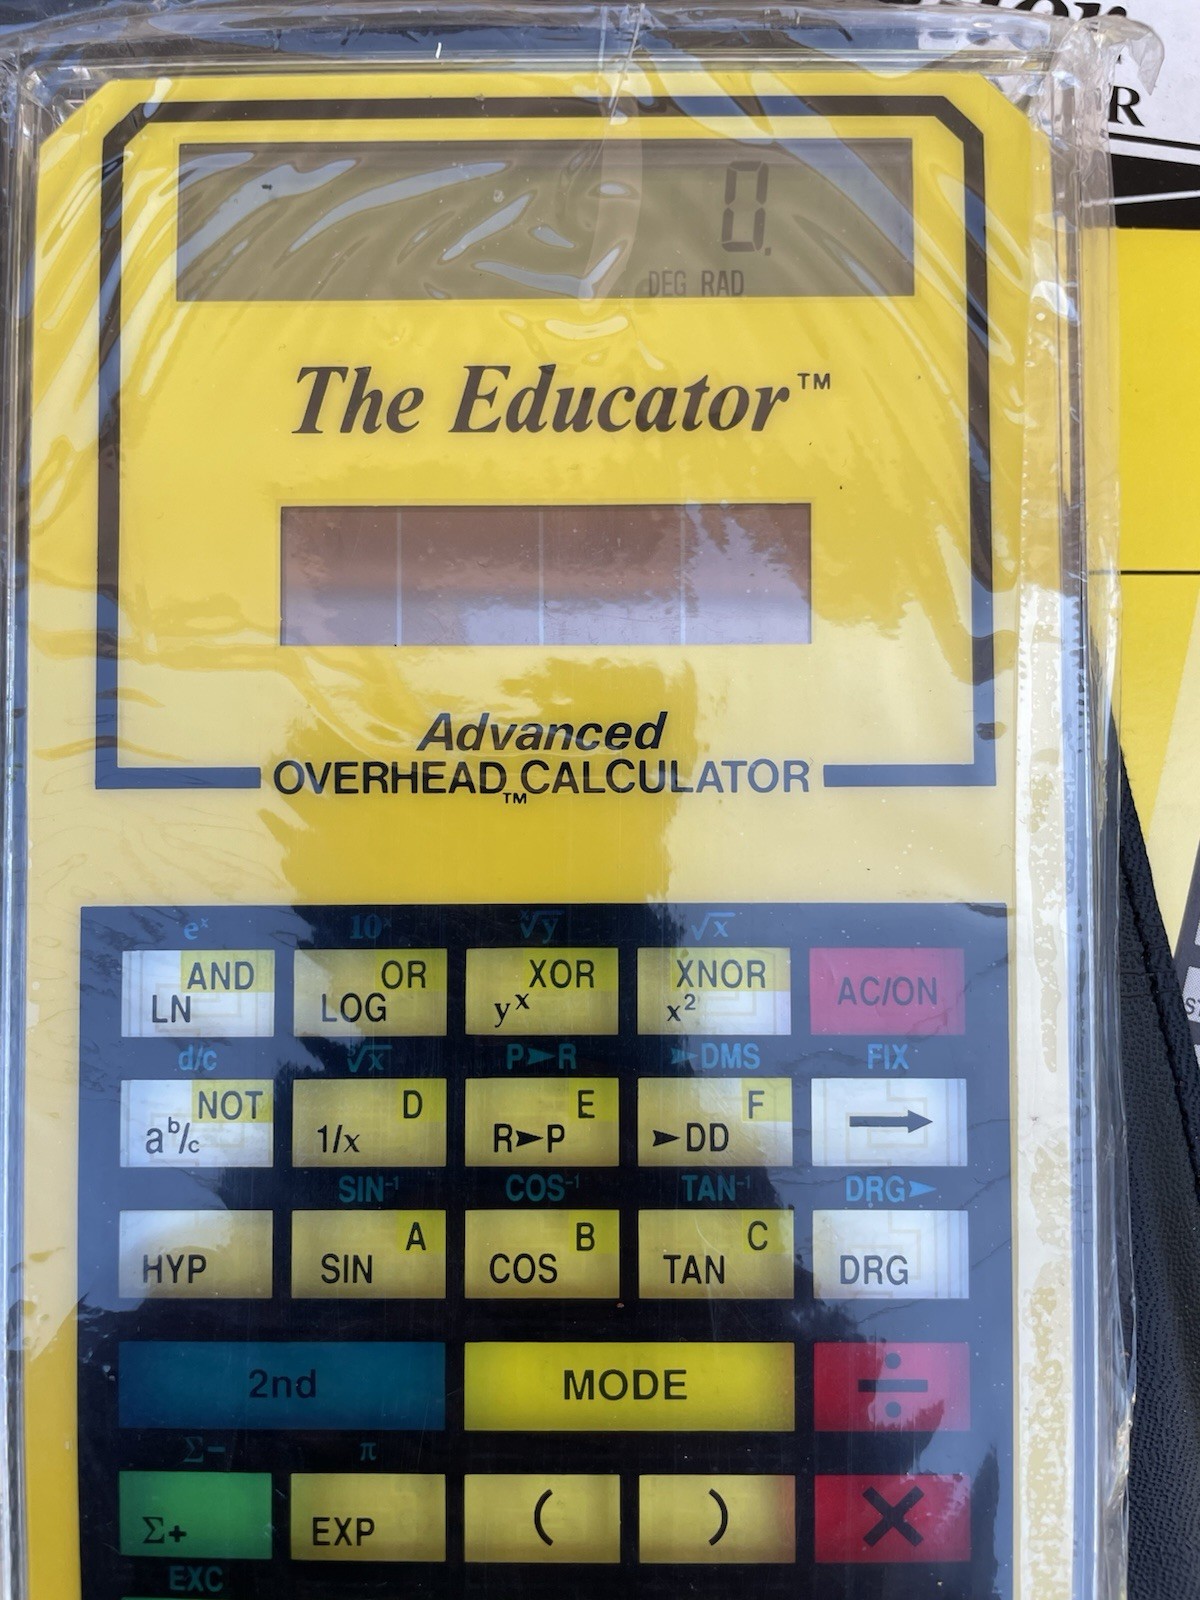 R
0.
DEG RAD
The Educator™
Advanced
OVERHEAD CALCULATOR
TM
eˣ 10ˣ ˣ√y √x
AND OR XOR XNOR
LN LOG yˣ x² AC/ON
d/c ³√x P➤R ➤DMS FIX
NOT D E F
aᵇ/c 1/x R➤P ➤DD →
SIN⁻¹ COS⁻¹ TAN⁻¹ DRG➤
A B C
HYP SIN COS TAN DRG
2nd MODE ÷
Σ− π
Σ+ EXP ( ) ×
EXC